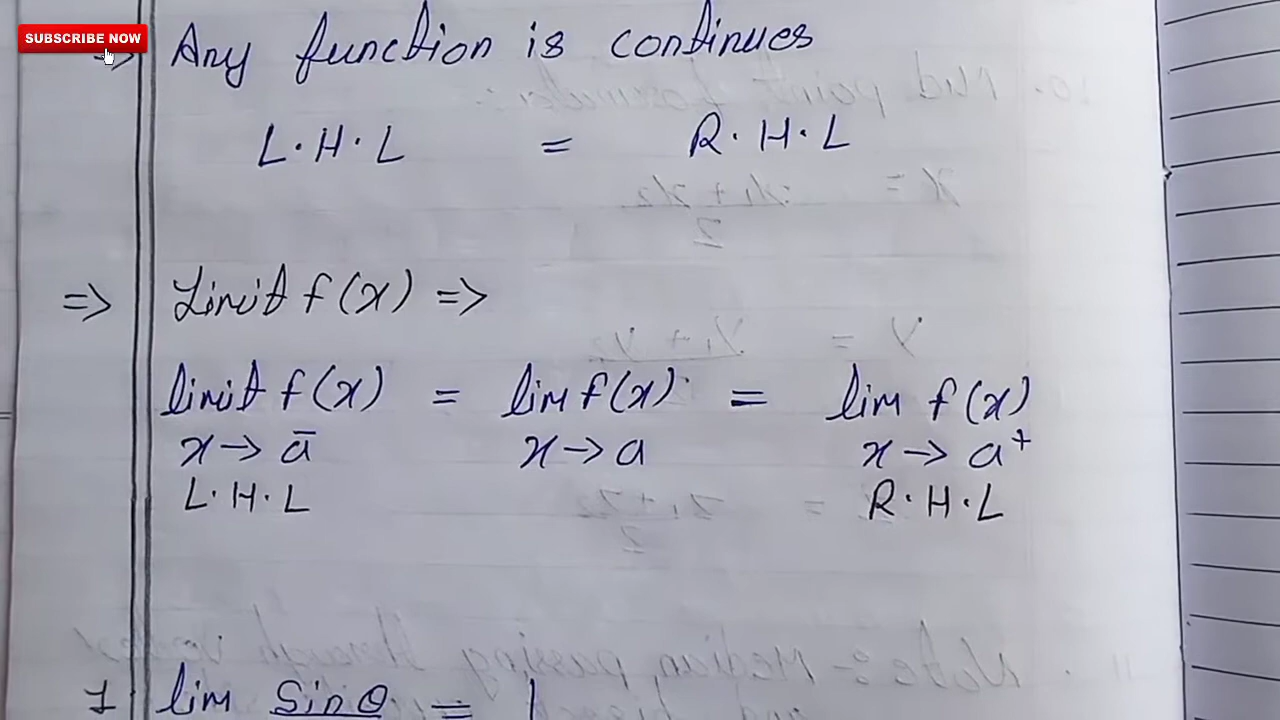 SUBSCRIBE NOW
=> Any function is continues
L.H.L = R.H.L
=> Limit f(x) =>
limit f(x) = lim f(x) = lim f(x)
x→a⁻ x→a x→a⁺
L.H.L R.H.L
1 lim Sinθ = 1